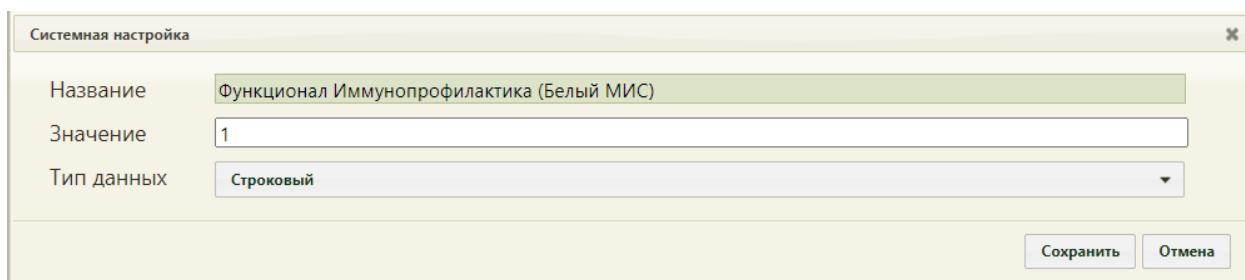 Системная настройка
Название Функционал Иммунопрофилактика (Белый МИС)
Значение 1
Тип данных Строковый
Сохранить Отмена